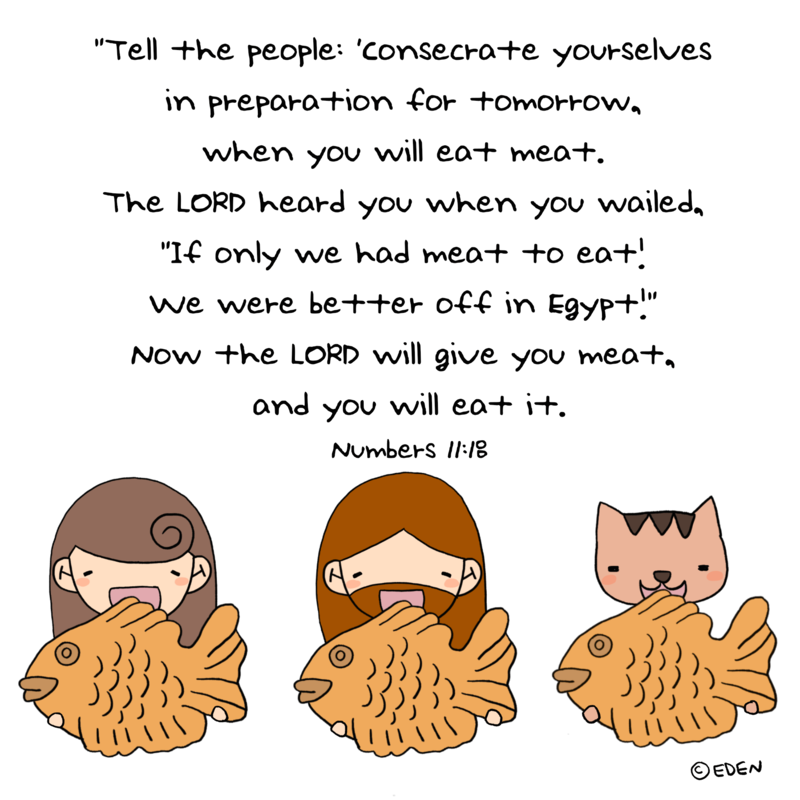 "Tell the people: 'Consecrate yourselves
in preparation for tomorrow,
when you will eat meat.
The LORD heard you when you wailed,
"If only we had meat to eat!
We were better off in Egypt!"
Now the LORD will give you meat,
and you will eat it.
Numbers 11:18
©EDEN